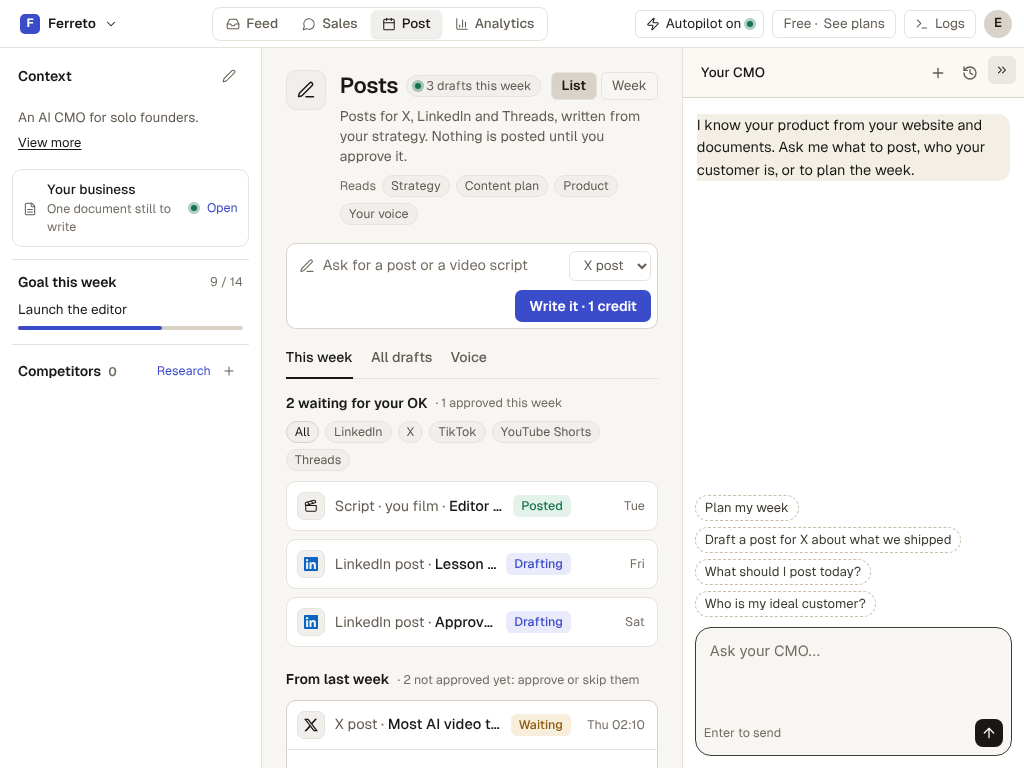 F Ferreto
Feed
Sales
Post
Analytics
Autopilot on
Free · See plans
Logs
E
Context
An AI CMO for solo founders.
View more
Your business
One document still to
write
Open
Goal this week
9 / 14
Launch the editor
Competitors 0
Research
Posts
3 drafts this week
List
Week
Posts for X, LinkedIn and Threads, written from
your strategy. Nothing is posted until you
approve it.
Reads
Strategy
Content plan
Product
Your voice
Ask for a post or a video script
X post
Write it · 1 credit
This week
All drafts
Voice
2 waiting for your OK · 1 approved this week
All
LinkedIn
X
TikTok
YouTube Shorts
Threads
Script · you film · Editor ...
Posted
Tue
LinkedIn post · Lesson ...
Drafting
Fri
LinkedIn post · Approv...
Drafting
Sat
From last week · 2 not approved yet: approve or skip them
X post · Most AI video t...
Waiting
Thu 02:10
Your CMO
I know your product from your website and
documents. Ask me what to post, who your
customer is, or to plan the week.
Plan my week
Draft a post for X about what we shipped
What should I post today?
Who is my ideal customer?
Ask your CMO...
Enter to send